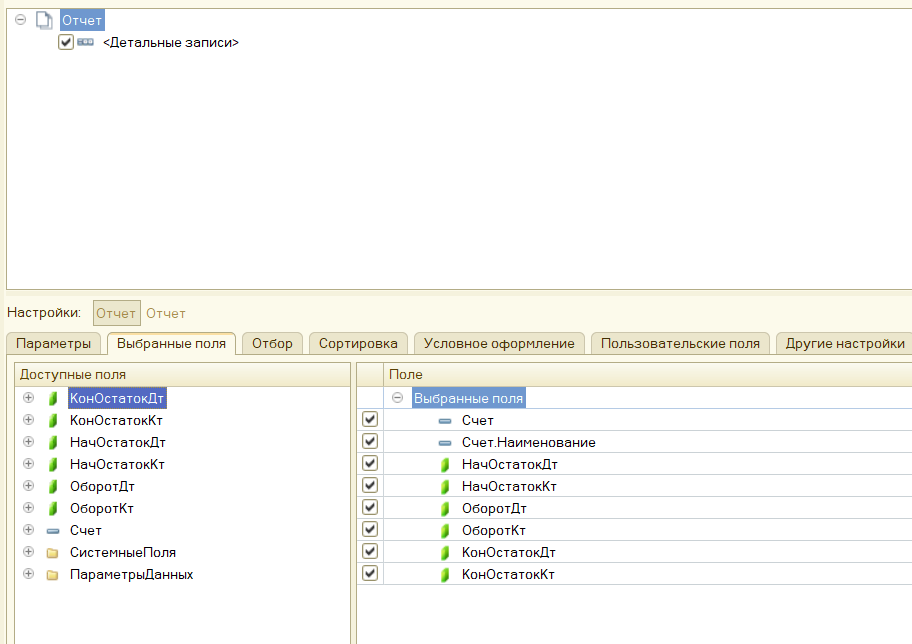 Отчет
<Детальные записи>
Настройки: Отчет Отчет
Параметры Выбранные поля Отбор Сортировка Условное оформление Пользовательские поля Другие настройки
Доступные поля
КонОстатокДт
КонОстатокКт
НачОстатокДт
НачОстатокКт
ОборотДт
ОборотКт
Счет
СистемныеПоля
ПараметрыДанных
Поле
Выбранные поля
Счет
Счет.Наименование
НачОстатокДт
НачОстатокКт
ОборотДт
ОборотКт
КонОстатокДт
КонОстатокКт